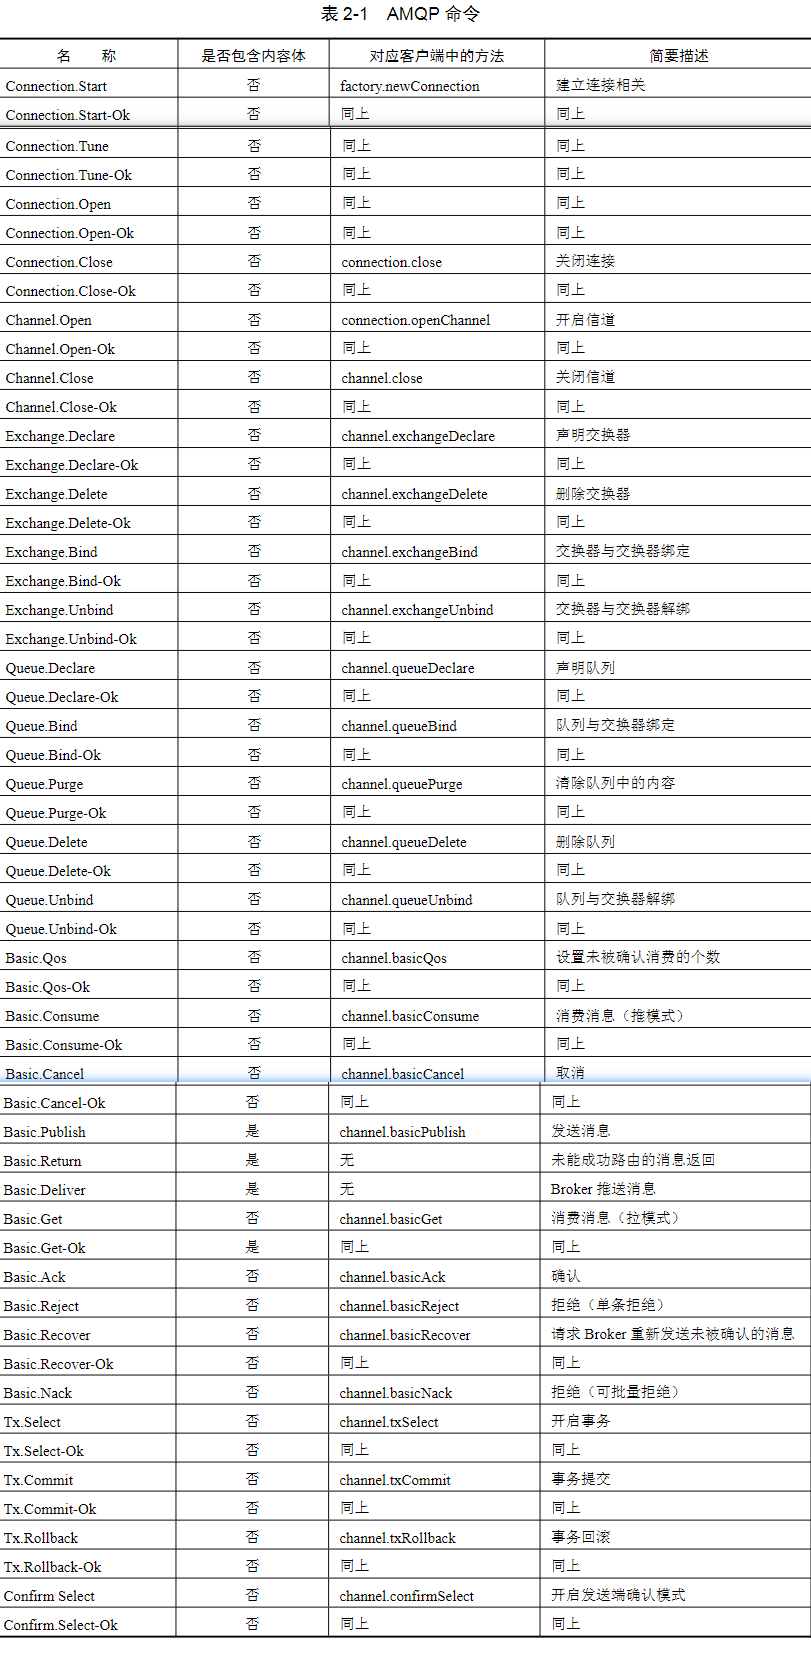 表 2-1 AMQP 命令
名 称 是否包含内容体 对应客户端中的方法 简要描述
Connection.Start 否 factory.newConnection 建立连接相关
Connection.Start-Ok 否 同上 同上
Connection.Tune 否 同上 同上
Connection.Tune-Ok 否 同上 同上
Connection.Open 否 同上 同上
Connection.Open-Ok 否 同上 同上
Connection.Close 否 connection.close 关闭连接
Connection.Close-Ok 否 同上 同上
Channel.Open 否 connection.openChannel 开启信道
Channel.Open-Ok 否 同上 同上
Channel.Close 否 channel.close 关闭信道
Channel.Close-Ok 否 同上 同上
Exchange.Declare 否 channel.exchangeDeclare 声明交换器
Exchange.Declare-Ok 否 同上 同上
Exchange.Delete 否 channel.exchangeDelete 删除交换器
Exchange.Delete-Ok 否 同上 同上
Exchange.Bind 否 channel.exchangeBind 交换器与交换器绑定
Exchange.Bind-Ok 否 同上 同上
Exchange.Unbind 否 channel.exchangeUnbind 交换器与交换器解绑
Exchange.Unbind-Ok 否 同上 同上
Queue.Declare 否 channel.queueDeclare 声明队列
Queue.Declare-Ok 否 同上 同上
Queue.Bind 否 channel.queueBind 队列与交换器绑定
Queue.Bind-Ok 否 同上 同上
Queue.Purge 否 channel.queuePurge 清除队列中的内容
Queue.Purge-Ok 否 同上 同上
Queue.Delete 否 channel.queueDelete 删除队列
Queue.Delete-Ok 否 同上 同上
Queue.Unbind 否 channel.queueUnbind 队列与交换器解绑
Queue.Unbind-Ok 否 同上 同上
Basic.Qos 否 channel.basicQos 设置未被确认消费的个数
Basic.Qos-Ok 否 同上 同上
Basic.Consume 否 channel.basicConsume 消费消息（推模式）
Basic.Consume-Ok 否 同上 同上
Basic.Cancel 否 channel.basicCancel 取消
Basic.Cancel-Ok 否 同上 同上
Basic.Publish 是 channel.basicPublish 发送消息
Basic.Return 是 无 未能成功路由的消息返回
Basic.Deliver 是 无 Broker 推送消息
Basic.Get 否 channel.basicGet 消费消息（拉模式）
Basic.Get-Ok 是 同上 同上
Basic.Ack 否 channel.basicAck 确认
Basic.Reject 否 channel.basicReject 拒绝（单条拒绝）
Basic.Recover 否 channel.basicRecover 请求 Broker 重新发送未被确认的消息
Basic.Recover-Ok 否 同上 同上
Basic.Nack 否 channel.basicNack 拒绝（可批量拒绝）
Tx.Select 否 channel.txSelect 开启事务
Tx.Select-Ok 否 同上 同上
Tx.Commit 否 channel.txCommit 事务提交
Tx.Commit-Ok 否 同上 同上
Tx.Rollback 否 channel.txRollback 事务回滚
Tx.Rollback-Ok 否 同上 同上
Confirm Select 否 channel.confirmSelect 开启发送端确认模式
Confirm.Select-Ok 否 同上 同上